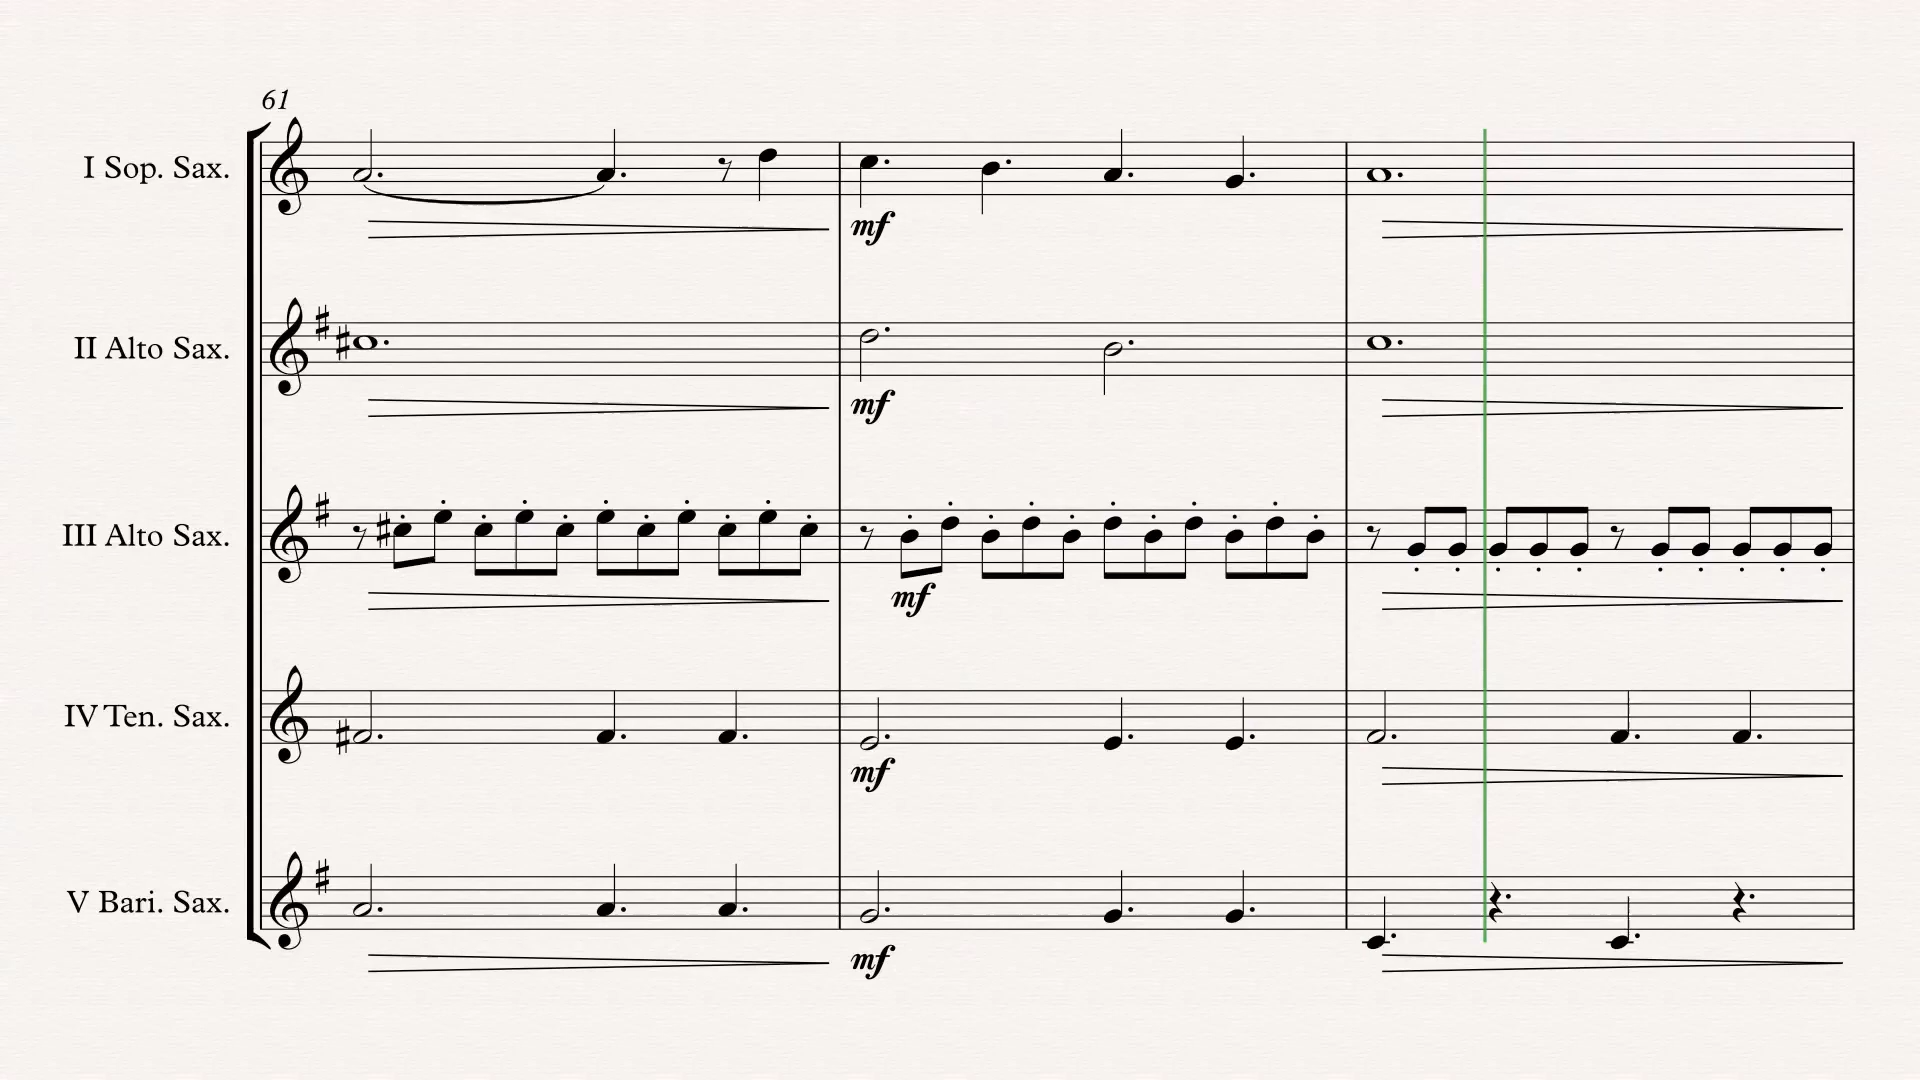 61
I Sop. Sax.
mf
II Alto Sax.
mf
III Alto Sax.
mf
IV Ten. Sax.
mf
V Bari. Sax.
mf